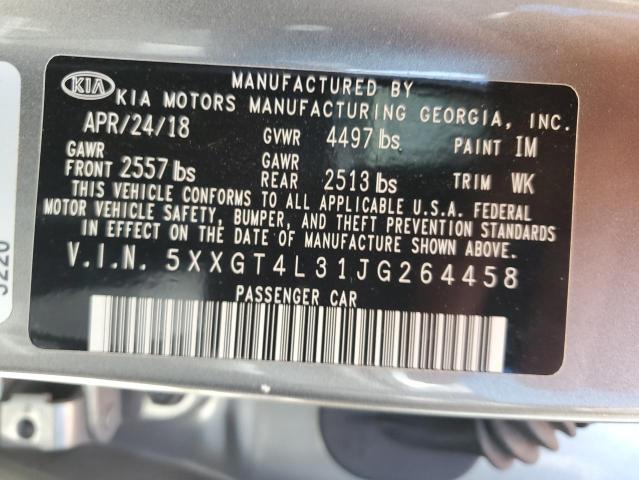 KIA
MANUFACTURED BY
KIA MOTORS MANUFACTURING GEORGIA, INC.
APR/24/18 GVWR 4497 lbs PAINT IM
GAWR FRONT 2557 lbs GAWR REAR 2513 lbs TRIM WK
THIS VEHICLE CONFORMS TO ALL APPLICABLE U.S.A. FEDERAL
MOTOR VEHICLE SAFETY, BUMPER, AND THEFT PREVENTION STANDARDS
IN EFFECT ON THE DATE OF MANUFACTURE SHOWN ABOVE.
V.I.N. 5XXGT4L31JG264458
PASSENGER CAR